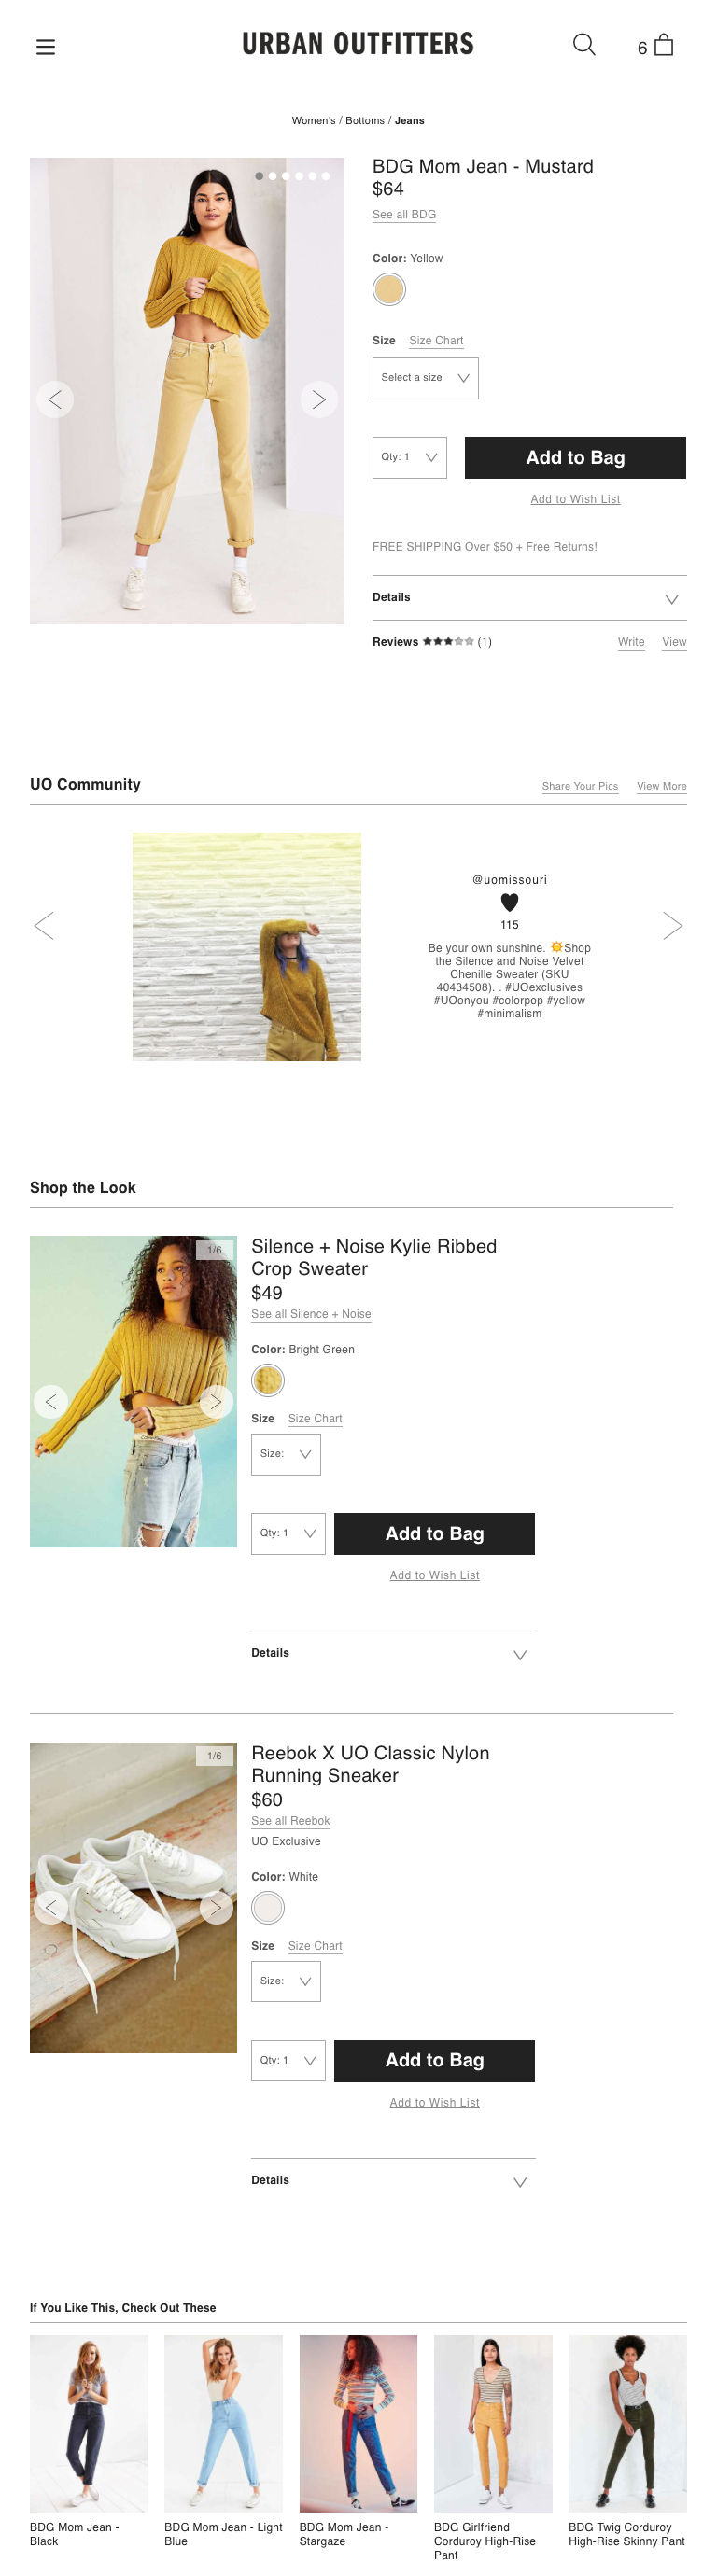 URBAN OUTFITTERS
6
Women's / Bottoms / Jeans
BDG Mom Jean - Mustard
$64
See all BDG
Color: Yellow
Size Size Chart
Select a size
Qty: 1
Add to Bag
Add to Wish List
FREE SHIPPING Over $50 + Free Returns!
Details
Reviews ★★★☆☆ (1) Write View
UO Community
Share Your Pics View More
@uomissouri
115
Be your own sunshine. ☀️Shop
the Silence and Noise Velvet
Chenille Sweater (SKU
40434508). . #UOexclusives
#UOonyou #colorpop #yellow
#minimalism
Shop the Look
1/6
Silence + Noise Kylie Ribbed
Crop Sweater
$49
See all Silence + Noise
Color: Bright Green
Size Size Chart
Size:
Qty: 1
Add to Bag
Add to Wish List
Details
1/6
Reebok X UO Classic Nylon
Running Sneaker
$60
See all Reebok
UO Exclusive
Color: White
Size Size Chart
Size:
Qty: 1
Add to Bag
Add to Wish List
Details
If You Like This, Check Out These
BDG Mom Jean -
Black
BDG Mom Jean - Light
Blue
BDG Mom Jean -
Stargaze
BDG Girlfriend
Corduroy High-Rise
Pant
BDG Twig Corduroy
High-Rise Skinny Pant